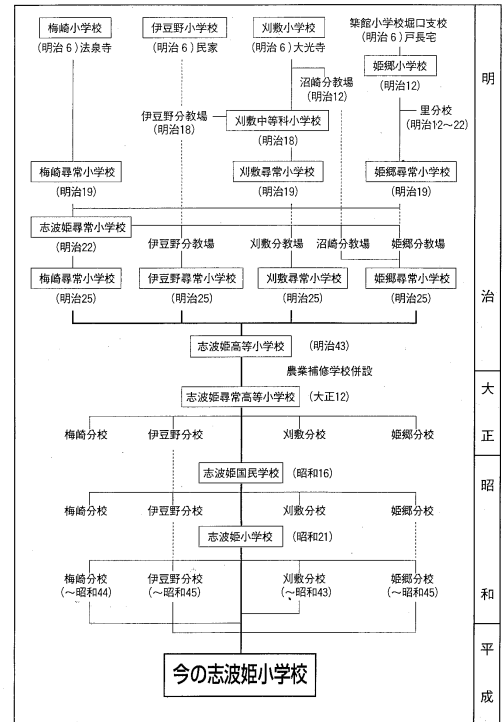 梅崎小学校
(明治6)法泉寺
伊豆野小学校
(明治6)民家
刈敷小学校
(明治6)大光寺
築館小学校堀口支校
(明治6)戸長宅
姫郷小学校
(明治12)
沼崎分教場
(明治12)
里分校
(明治12〜22)
伊豆野分教場
(明治18)
刈敷中等科小学校
(明治18)
梅崎尋常小学校
(明治19)
刈敷尋常小学校
(明治19)
姫郷尋常小学校
(明治19)
志波姫尋常小学校
(明治22)
伊豆野分教場
刈敷分教場
沼崎分教場
姫郷分教場
梅崎尋常小学校
(明治25)
伊豆野尋常小学校
(明治25)
刈敷尋常小学校
(明治25)
姫郷尋常小学校
(明治25)
志波姫高等小学校
(明治43)
農業補修学校併設
志波姫尋常高等小学校
(大正12)
梅崎分校
伊豆野分校
刈敷分校
姫郷分校
志波姫国民学校
(昭和16)
梅崎分校
伊豆野分校
刈敷分校
姫郷分校
志波姫小学校
(昭和21)
梅崎分校
(〜昭和44)
伊豆野分校
(〜昭和45)
刈敷分校
(〜昭和43)
姫郷分校
(〜昭和45)
今の志波姫小学校
明治
大正
昭和
平成